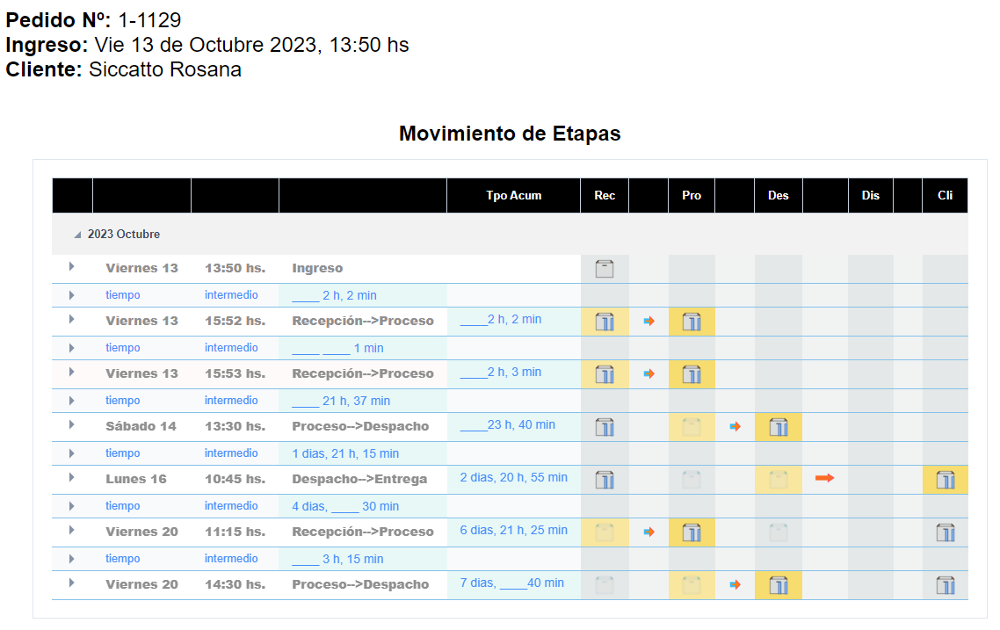 Pedido Nº: 1-1129
Ingreso: Vie 13 de Octubre 2023, 13:50 hs
Cliente: Siccatto Rosana
Movimiento de Etapas
Tpo Acum Rec Pro Des Dis Cli
2023 Octubre
Viernes 13 13:50 hs. Ingreso
tiempo intermedio ____ 2 h, 2 min
Viernes 13 15:52 hs. Recepción-->Proceso ____2 h, 2 min
tiempo intermedio ____ ____ 1 min
Viernes 13 15:53 hs. Recepción-->Proceso ____2 h, 3 min
tiempo intermedio ____ 21 h, 37 min
Sábado 14 13:30 hs. Proceso-->Despacho ____23 h, 40 min
tiempo intermedio 1 dias, 21 h, 15 min
Lunes 16 10:45 hs. Despacho-->Entrega 2 dias, 20 h, 55 min
tiempo intermedio 4 dias, ____ 30 min
Viernes 20 11:15 hs. Recepción-->Proceso 6 dias, 21 h, 25 min
tiempo intermedio ____ 3 h, 15 min
Viernes 20 14:30 hs. Proceso-->Despacho 7 dias, ____40 min